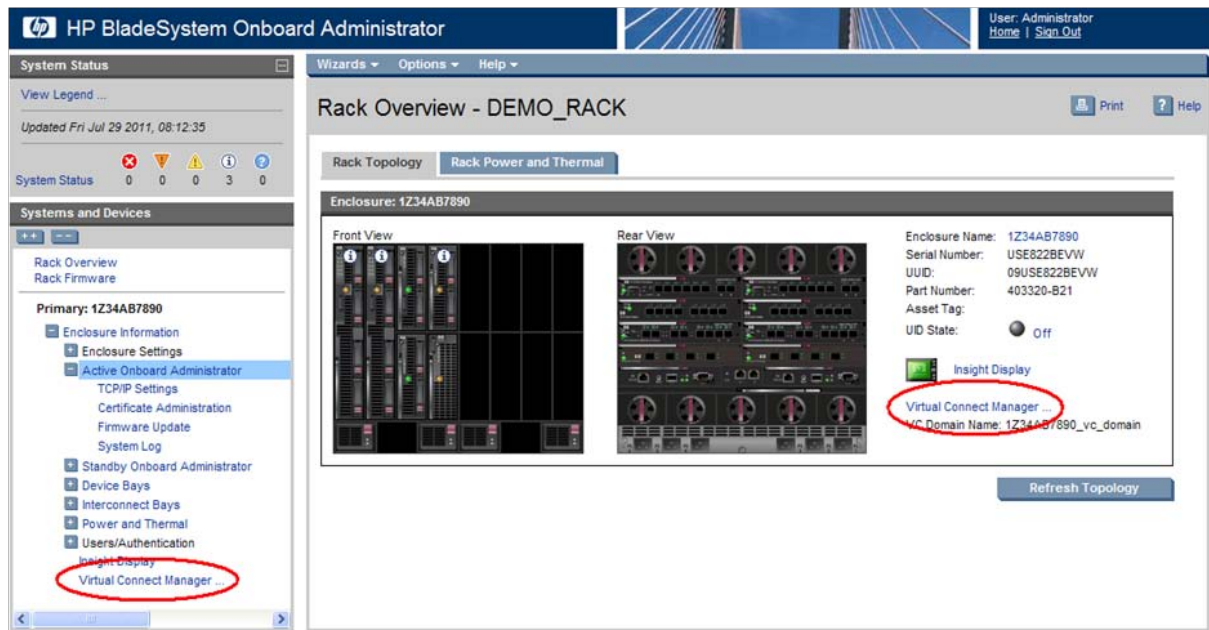 hp HP BladeSystem Onboard Administrator
User: Administrator
Home | Sign Out
System Status
View Legend ...
Updated Fri Jul 29 2011, 08:12:35
System Status 0 0 0 3 0
Systems and Devices
Rack Overview
Rack Firmware
Primary: 1Z34AB7890
Enclosure Information
Enclosure Settings
Active Onboard Administrator
TCP/IP Settings
Certificate Administration
Firmware Update
System Log
Standby Onboard Administrator
Device Bays
Interconnect Bays
Power and Thermal
Users/Authentication
Insight Display
Virtual Connect Manager ...
Wizards Options Help
Rack Overview - DEMO_RACK
Print Help
Rack Topology Rack Power and Thermal
Enclosure: 1Z34AB7890
Front View
Rear View
Enclosure Name: 1Z34AB7890
Serial Number: USE822BEVW
UUID: 09USE822BEVW
Part Number: 403320-B21
Asset Tag:
UID State: Off
Insight Display
Virtual Connect Manager ...
VC Domain Name: 1Z34AB7890_vc_domain
Refresh Topology